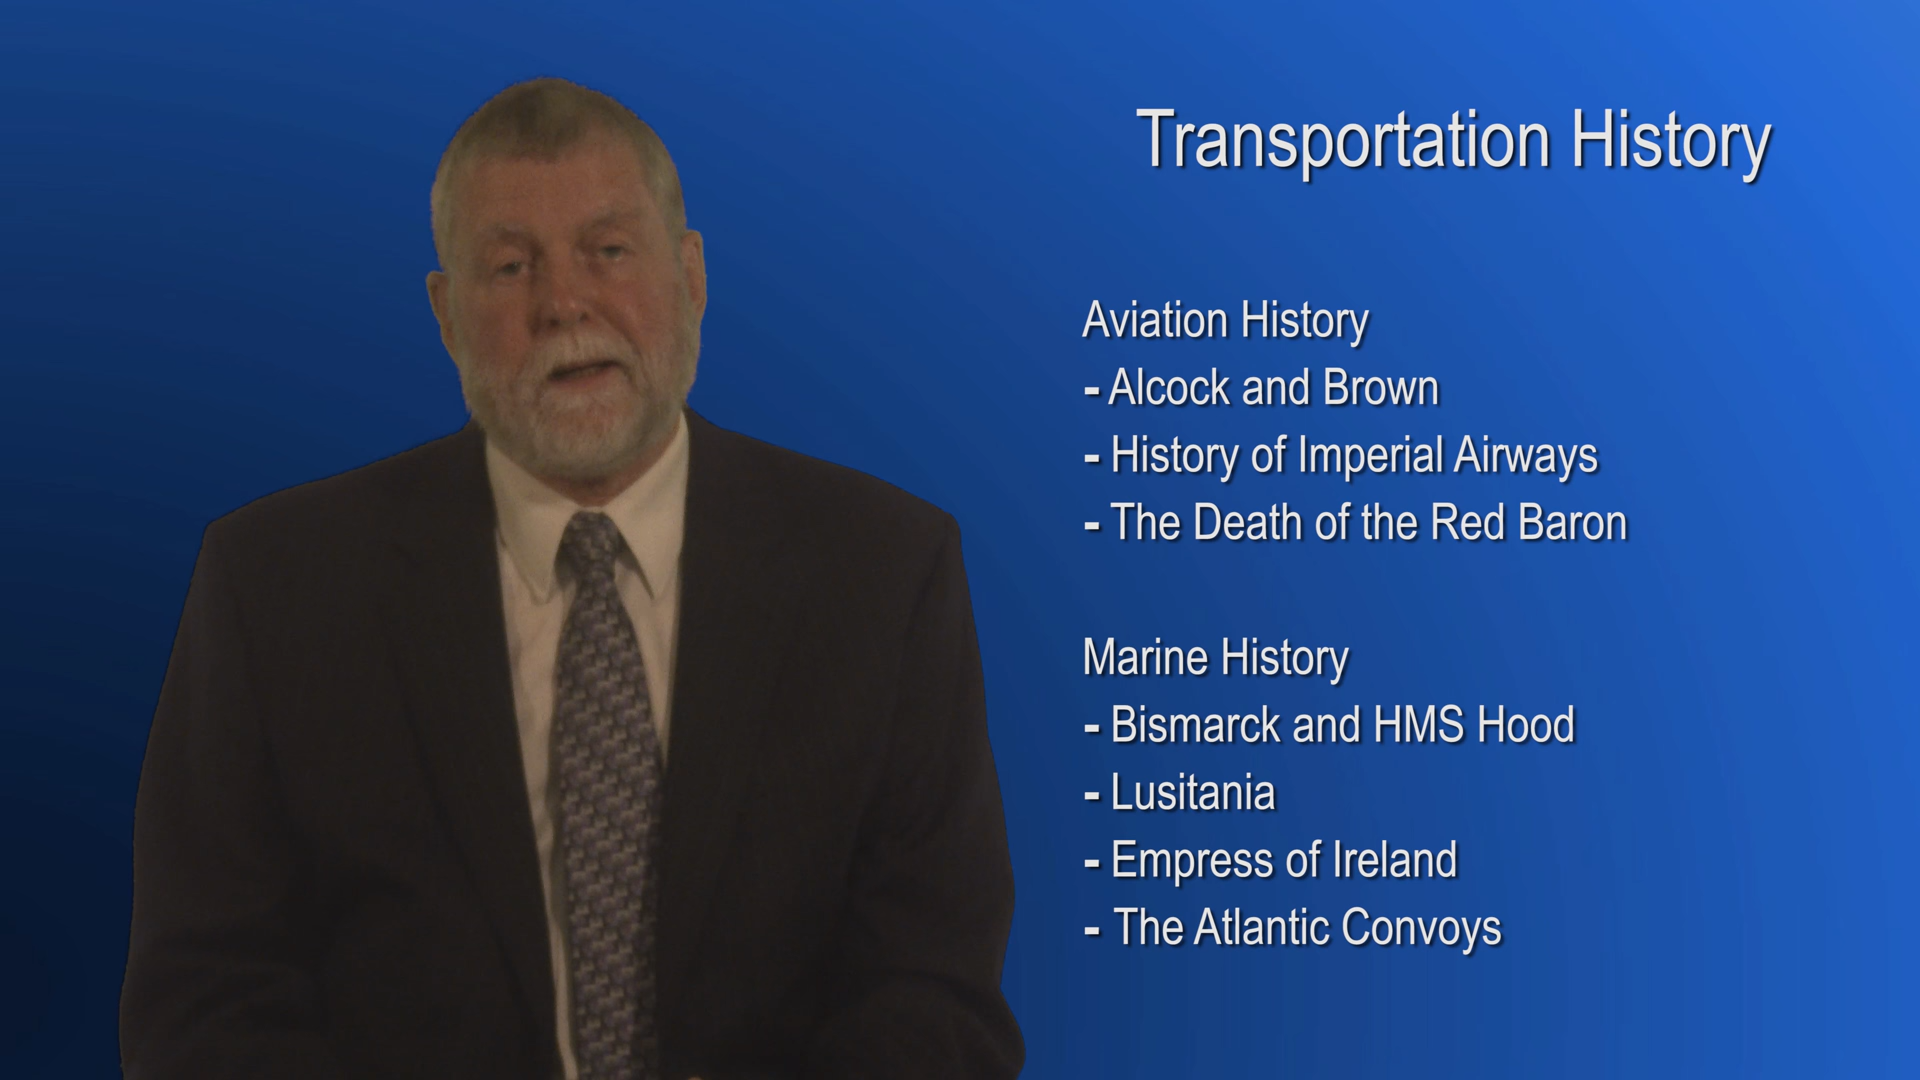 Transportation History
Aviation History
- Alcock and Brown
- History of Imperial Airways
- The Death of the Red Baron
Marine History
- Bismarck and HMS Hood
- Lusitania
- Empress of Ireland
- The Atlantic Convoys